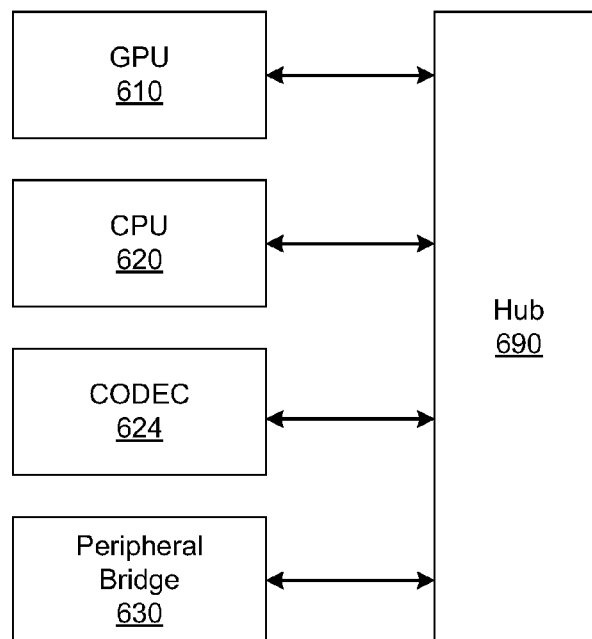 GPU
610
CPU
620
Hub
690
CODEC
624
Peripheral
Bridge
630